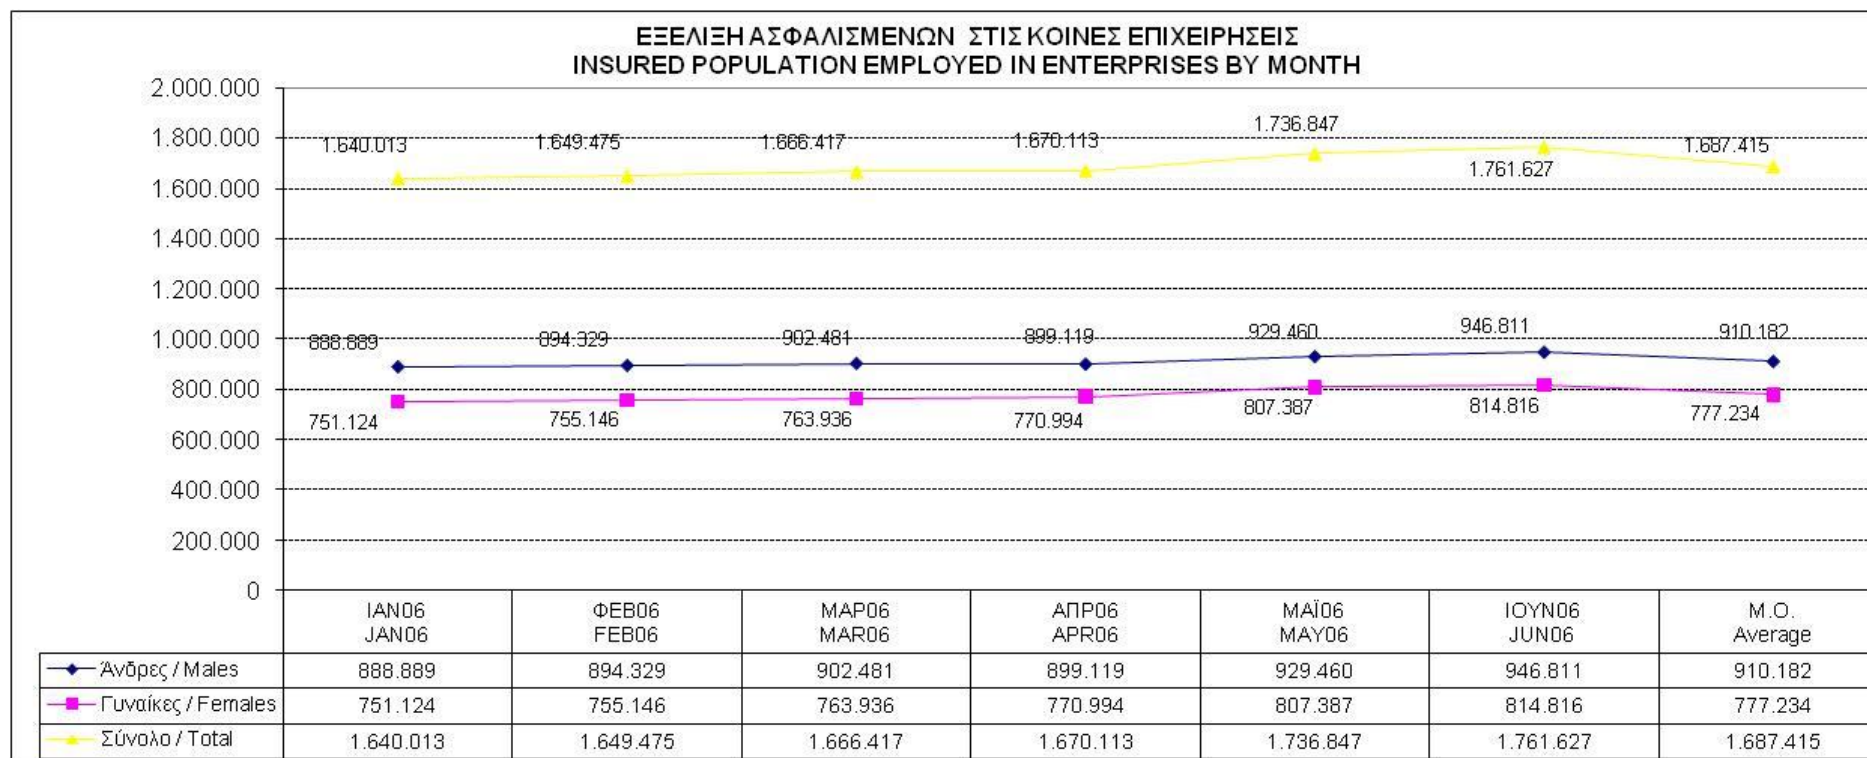 ΕΞΕΛΙΞΗ ΑΣΦΑΛΙΣΜΕΝΩΝ ΣΤΙΣ ΚΟΙΝΕΣ ΕΠΙΧΕΙΡΗΣΕΙΣ
INSURED POPULATION EMPLOYED IN ENTERPRISES BY MONTH
2.000.000
1.800.000
1.600.000
1.400.000
1.200.000
1.000.000
800.000
600.000
400.000
200.000
0
1.640.013 1.649.475 1.666.417 1.670.113 1.736.847 1.761.627 1.687.415
888.889 894.329 902.481 899.119 929.460 946.811 910.182
751.124 755.146 763.936 770.994 807.387 814.816 777.234
ΙΑΝ06 ΦΕΒ06 ΜΑΡ06 ΑΠΡ06 ΜΑΪ06 ΙΟΥΝ06 Μ.Ο.
JAN06 FEB06 MAR06 APR06 MAY06 JUN06 Average
Άνδρες / Males 888.889 894.329 902.481 899.119 929.460 946.811 910.182
Γυναίκες / Females 751.124 755.146 763.936 770.994 807.387 814.816 777.234
Σύνολο / Total 1.640.013 1.649.475 1.666.417 1.670.113 1.736.847 1.761.627 1.687.415